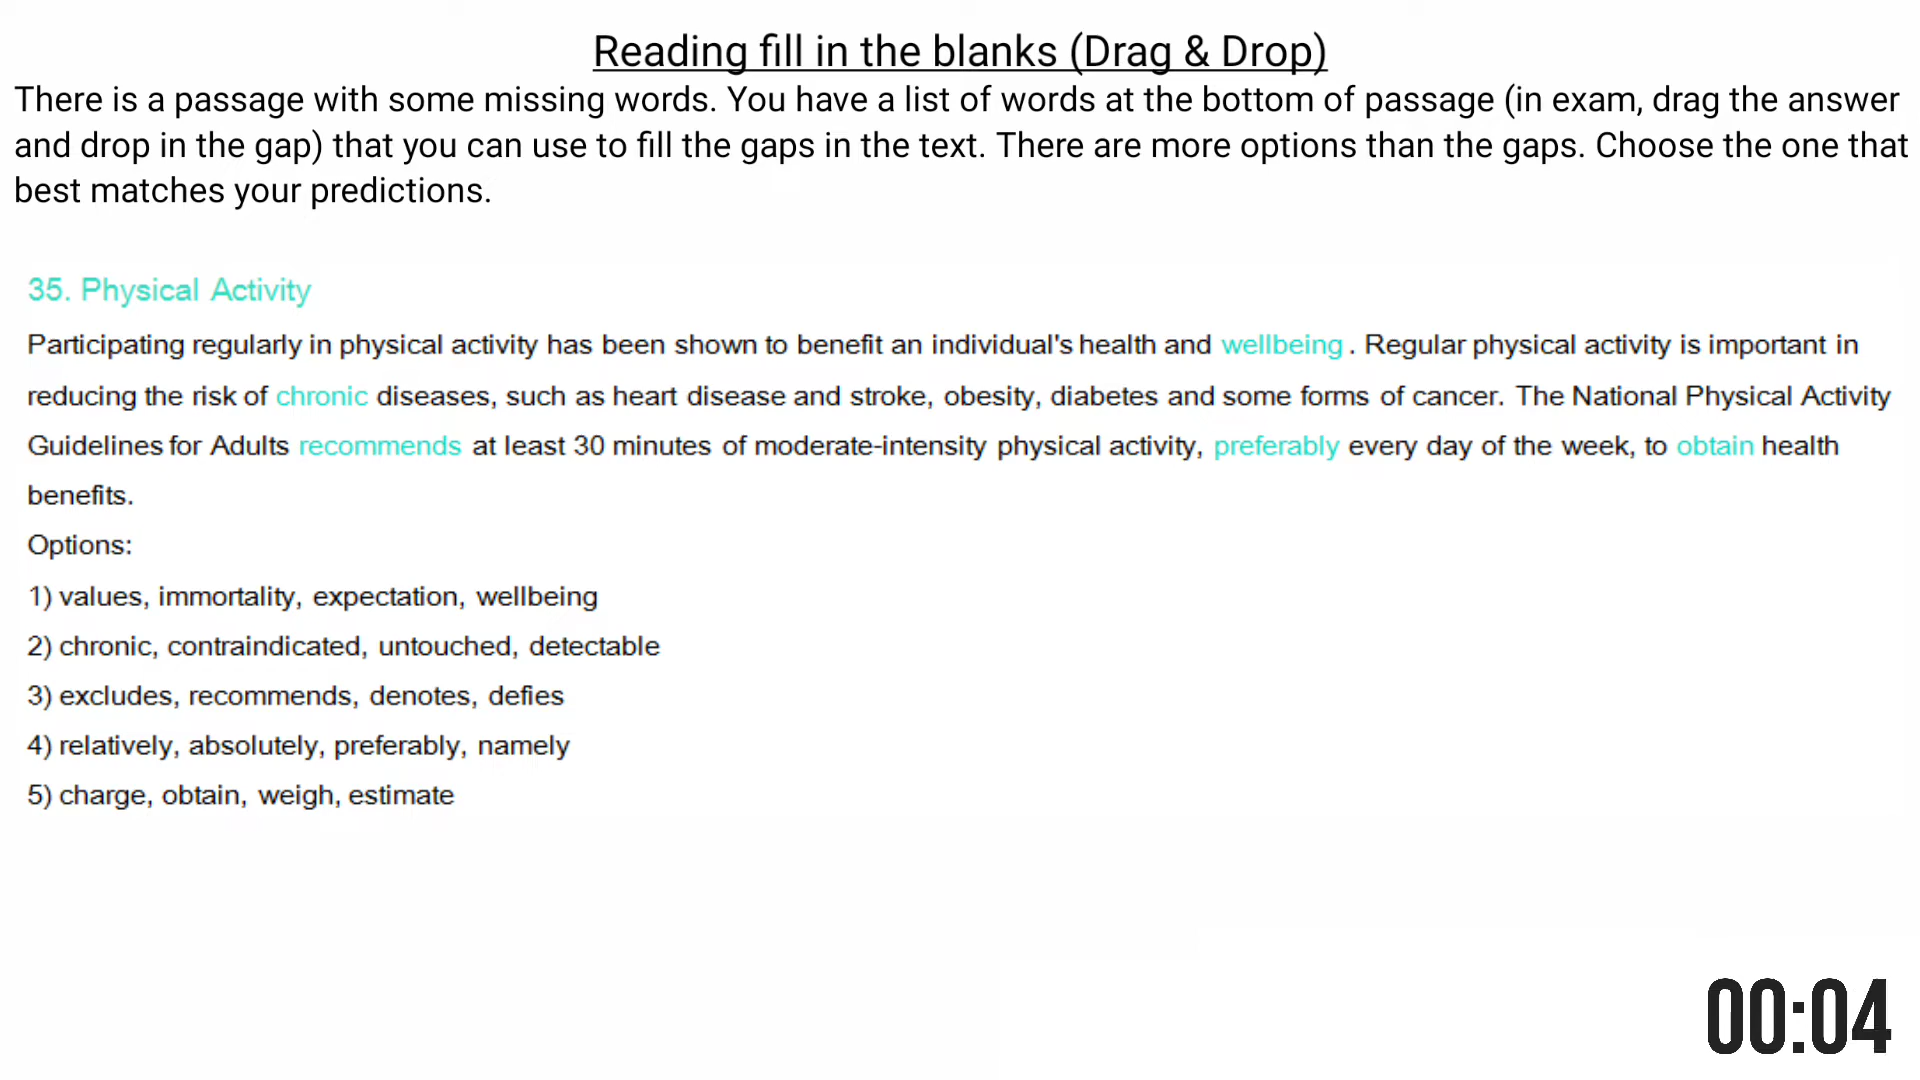 Reading fill in the blanks (Drag & Drop)
There is a passage with some missing words. You have a list of words at the bottom of passage (in exam, drag the answer
and drop in the gap) that you can use to fill the gaps in the text. There are more options than the gaps. Choose the one that
best matches your predictions.
35. Physical Activity
Participating regularly in physical activity has been shown to benefit an individual's health and wellbeing . Regular physical activity is important in
reducing the risk of chronic diseases, such as heart disease and stroke, obesity, diabetes and some forms of cancer. The National Physical Activity
Guidelines for Adults recommends at least 30 minutes of moderate-intensity physical activity, preferably every day of the week, to obtain health
benefits.
Options:
1) values, immortality, expectation, wellbeing
2) chronic, contraindicated, untouched, detectable
3) excludes, recommends, denotes, defies
4) relatively, absolutely, preferably, namely
5) charge, obtain, weigh, estimate
00:04